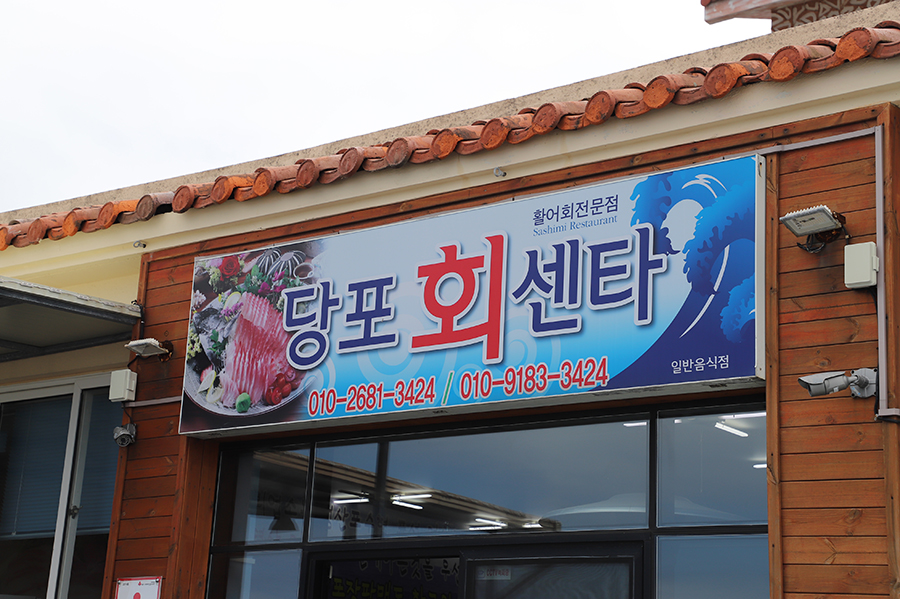 활어회전문점
Sashimi Restaurant
당포 회 센타
010-2681-3424 / 010-9183-3424
일반음식점